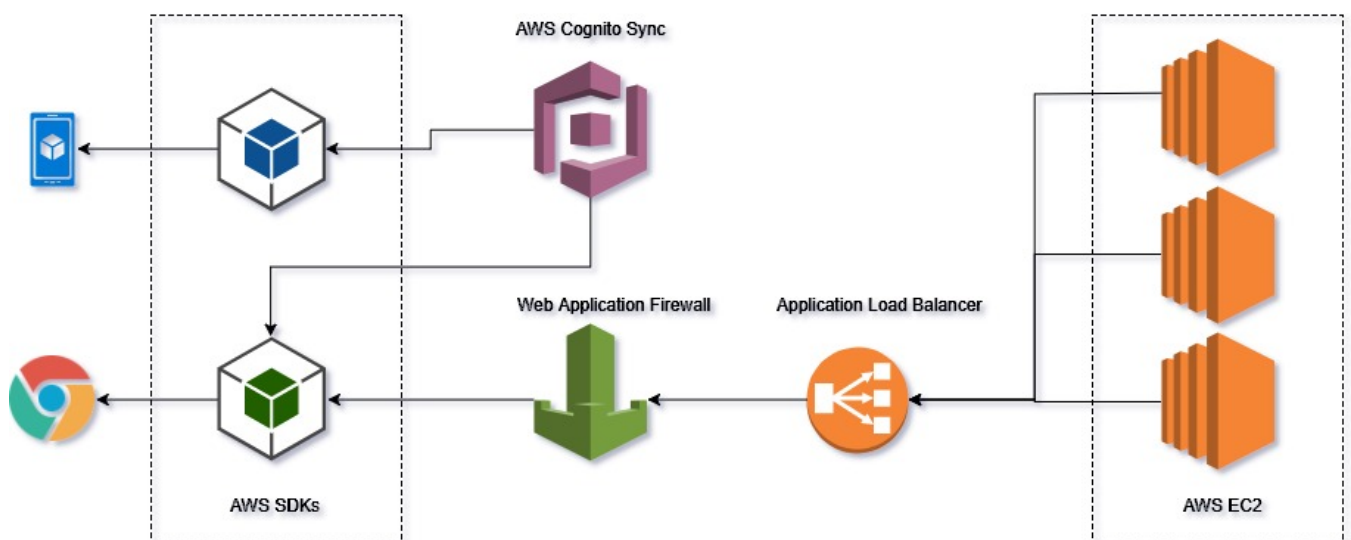 AWS Cognito Sync
Web Application Firewall
Application Load Balancer
AWS SDKs
AWS EC2